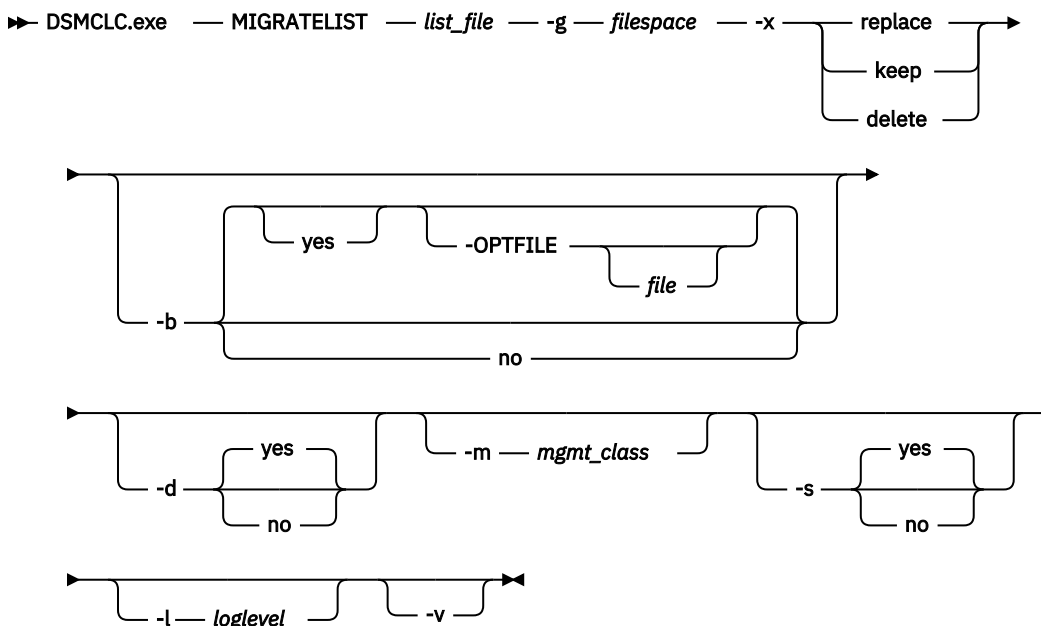 DSMCLC.exe MIGRATELIST list_file -g filespace -x replace
keep
delete
yes
-OPTFILE
file
-b
no
yes
-d
no
-m mgmt_class
yes
-s
no
-l loglevel
-v